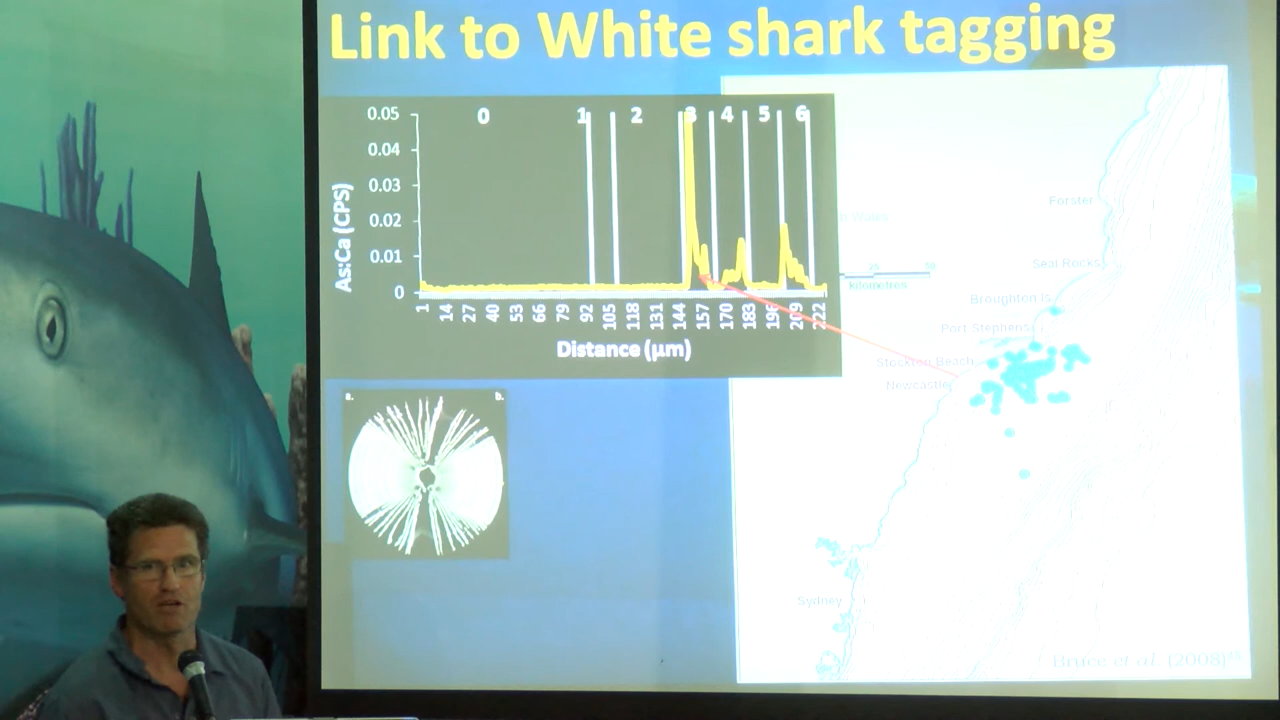 Link to White shark tagging
0.05
0.04
0.03
0.02
0.01
0
As:Ca (CPS)
0 1 2 3 4 5 6
1 14 27 40 53 66 79 92 105 118 131 144 157 170 183 196 209 222
Distance (µm)
a. b.
h Wales
Forster
Seal Rocks
25 50
kilometres
Broughton Is
Port Stephens
Stockton Beach
Newcastle
Sydney
Bruce et al. (2008)